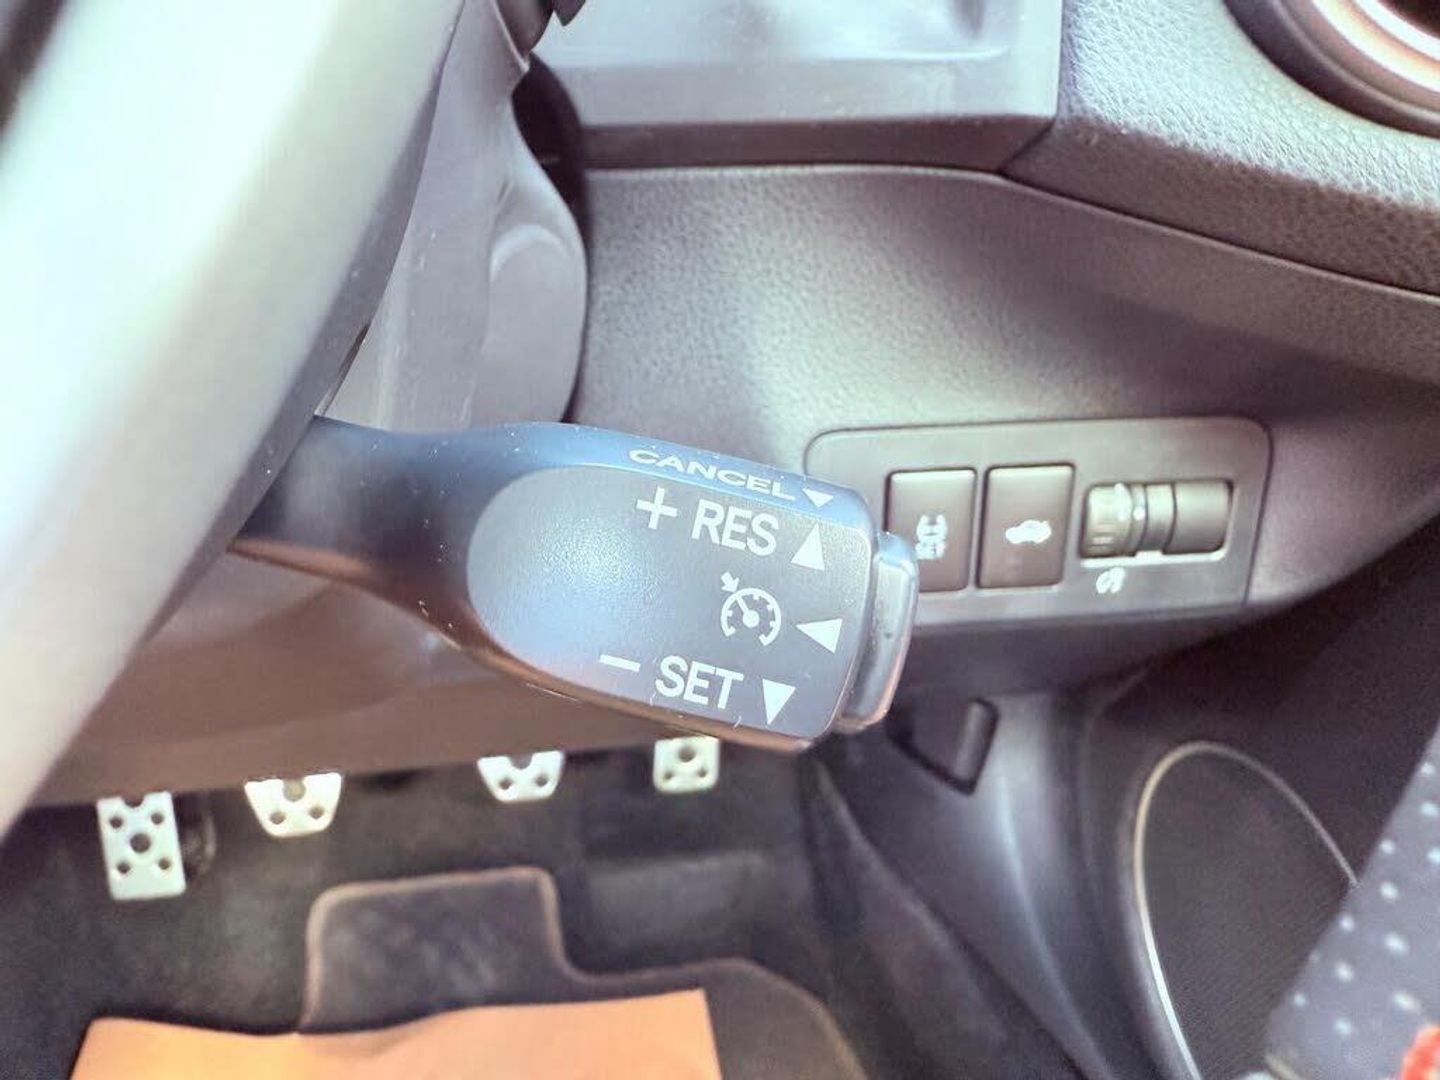 CANCEL
+ RES
− SET